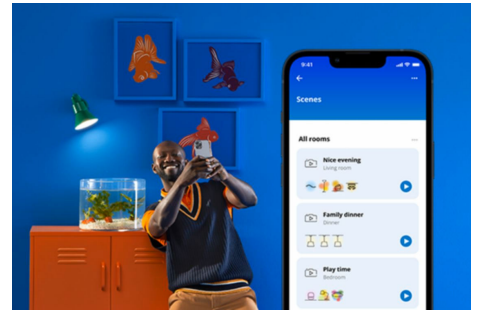 9:41
Scenes
All rooms
Nice evening
Living room
Family dinner
Dinner
Play time
Bedroom